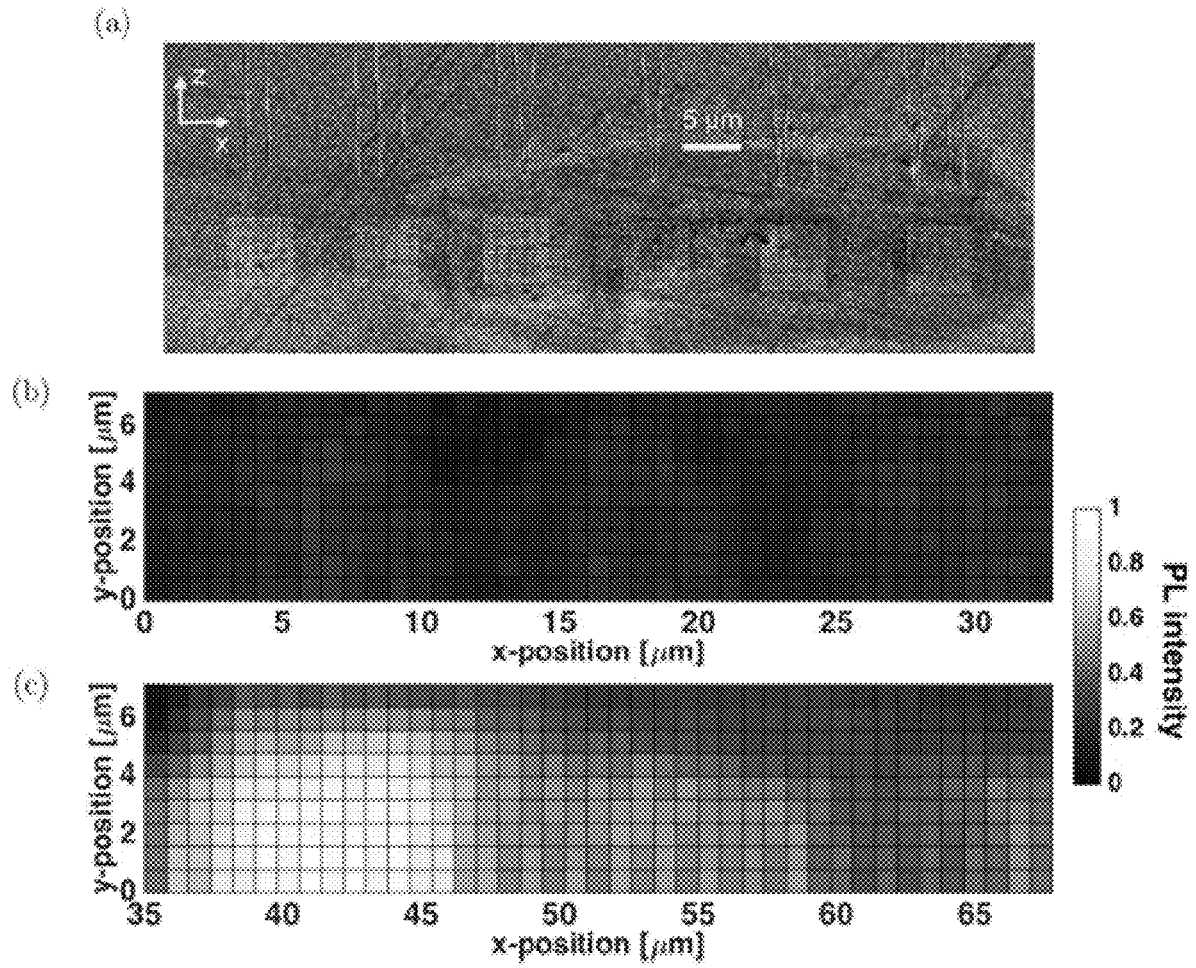 (a)
z
x
5 μm
(b)
y-position [μm]
6
4
2
0
0 5 10 15 20 25 30
x-position [μm]
(c)
y-position [μm]
6
4
2
0
35 40 45 50 55 60 65
x-position [μm]
1
0.8
0.6
0.4
0.2
0
PL intensity